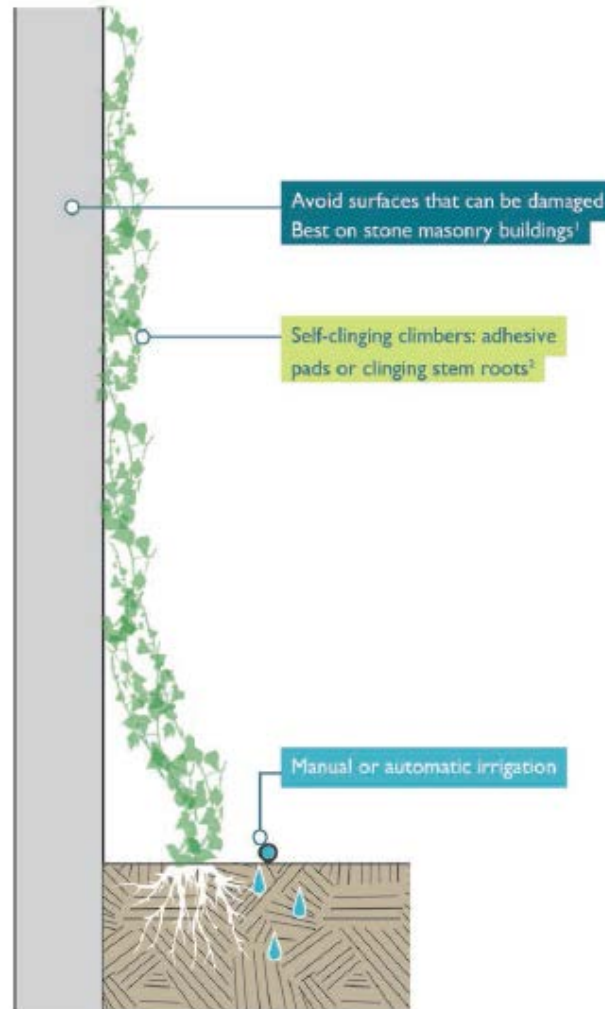 Avoid surfaces that can be damaged
Best on stone masonry buildings¹
Self-clinging climbers: adhesive
pads or clinging stem roots²
Manual or automatic irrigation